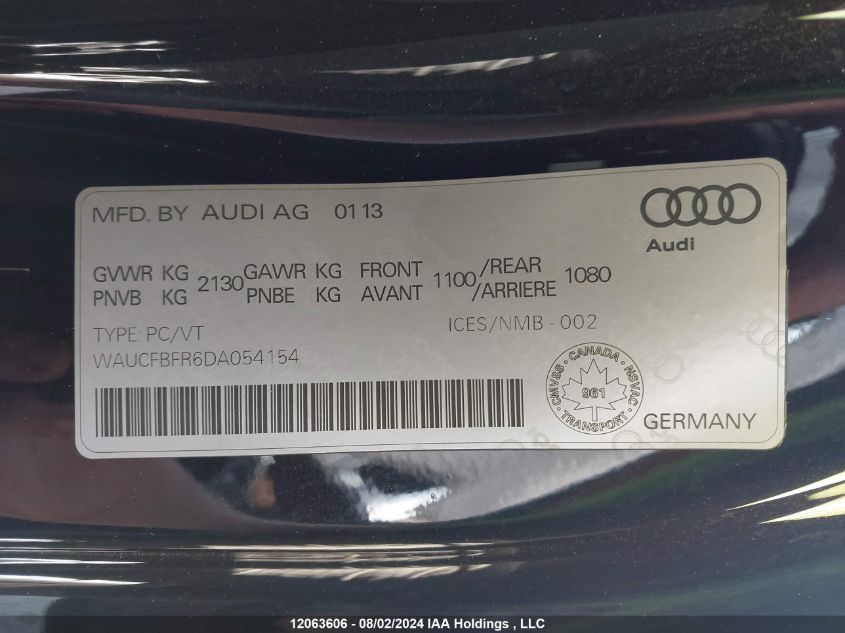 MFD. BY AUDI AG 01 13
Audi
GVWR KG 2130 GAWR KG FRONT 1100 /REAR 1080
PNVB KG PNBE KG AVANT /ARRIERE
TYPE: PC/VT ICES/NMB - 002
WAUCFBFR6DA054154
CMVSS - CANADA - NSVAC
961
TRANSPORT
GERMANY
12063606 - 08/02/2024 IAA Holdings , LLC